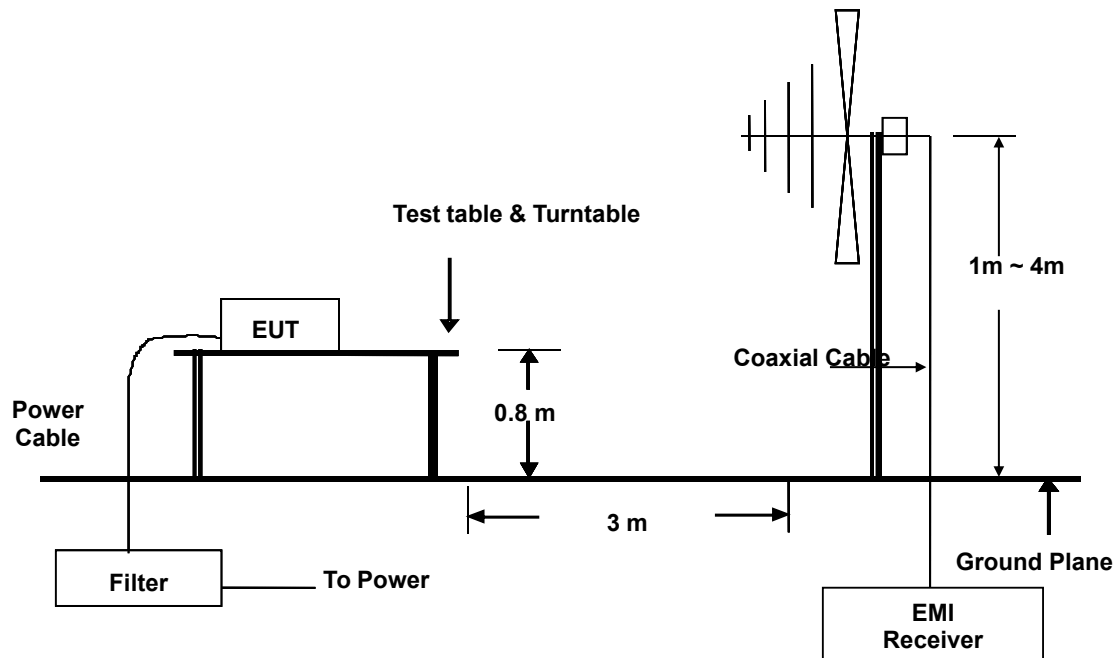 Test table & Turntable
EUT
1m ~ 4m
Coaxial Cable
0.8 m
Power
Cable
3 m
Ground Plane
Filter
To Power
EMI
Receiver